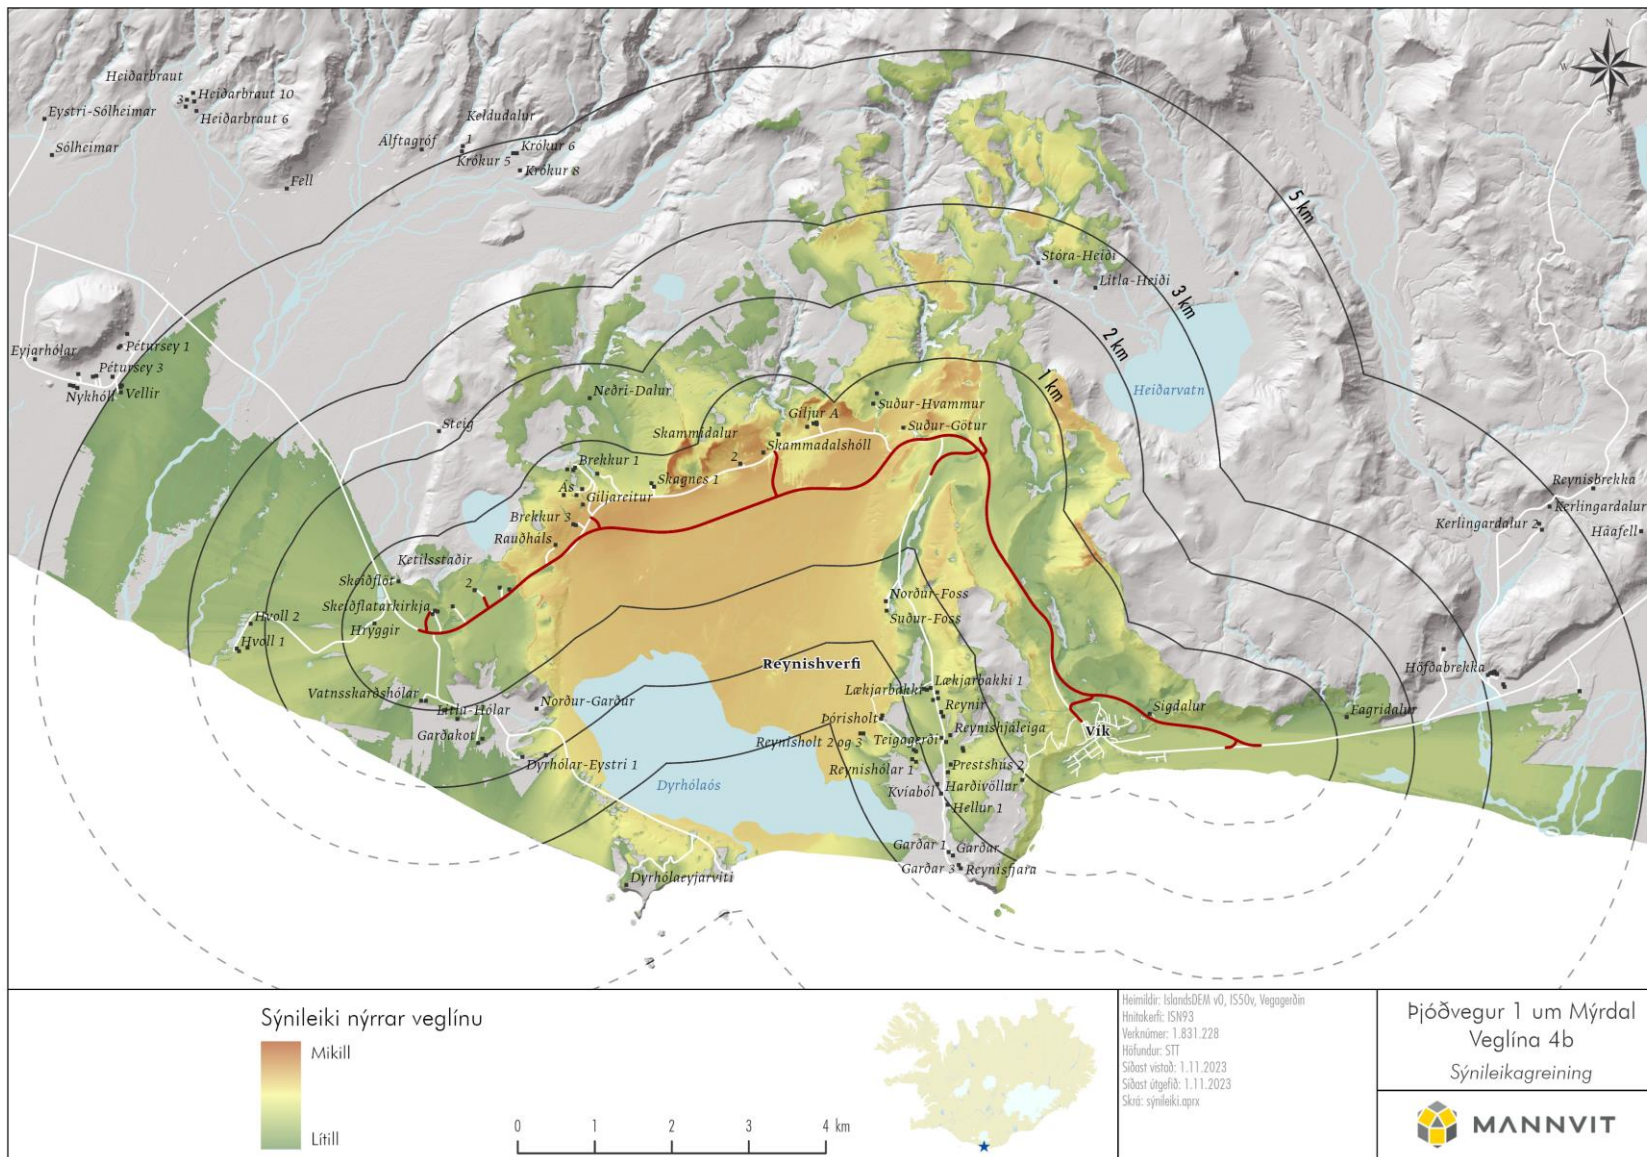 Heiðarbraut
3
Heiðarbraut 10
Heiðarbraut 6
Eystri-Sólheimar
Sólheimar
Fell
Álftagróf
Keldudalur
1
Krókur 6
Krókur 5
Krókur 8
N
W
S
5 km
3 km
2 km
1 km
Stóra-Heiði
Litla-Heiði
Heiðarvatn
Eyjarhólar
Pétursey 1
Pétursey 3
Nykhóll
Vellir
Steig
Neðri-Dalur
Giljur A
Suður-Hvammur
Suður-Götur
Skammidalur
Skammadalshóll
2
Brekkur 1
Skagnes 1
Ás
Giljareitur
Brekkur 3
Rauðháls
Ketilsstaðir
Skeiðflöt
2
Skeiðflatarkirkja
Hryggir
Hvoll 2
Hvoll 1
Reynisbrekka
Kerlingardalur
Kerlingardalur 2
Háafell
Norður-Foss
Suður-Foss
Reynishverfi
Vatnsskarðshólar
Litlu-Hólar
Norður-Garður
Garðakot
Dyrhólar-Eystri 1
Dyrhólaós
Lækjarbakki
Lækjarbakki 1
Reynir
Þórisholt
Reynishjáleiga
Reynisholt 2 og 3
Teigagerði
Reynishólar 1
Prestshús 2
Kvíaból
Harðivöllur
Hellur 1
Garðar 1
Garðar
Garðar 3
Reynisfjara
Dyrhólaeyjarviti
Vík
Sigdalur
Fagridalur
Höfðabrekka
Sýnileiki nýrrar veglínu
Mikill
Lítill
0 1 2 3 4 km
Heimildir: IslandsDEM v0, IS50v, Vegagerðin
Hnitakerfi: ISN93
Verknúmer: 1.831.228
Höfundur: STT
Síðast vistað: 1.11.2023
Síðast útgefið: 1.11.2023
Skrá: sýnileiki.aprx
Þjóðvegur 1 um Mýrdal
Veglína 4b
Sýnileikagreining
MANNVIT